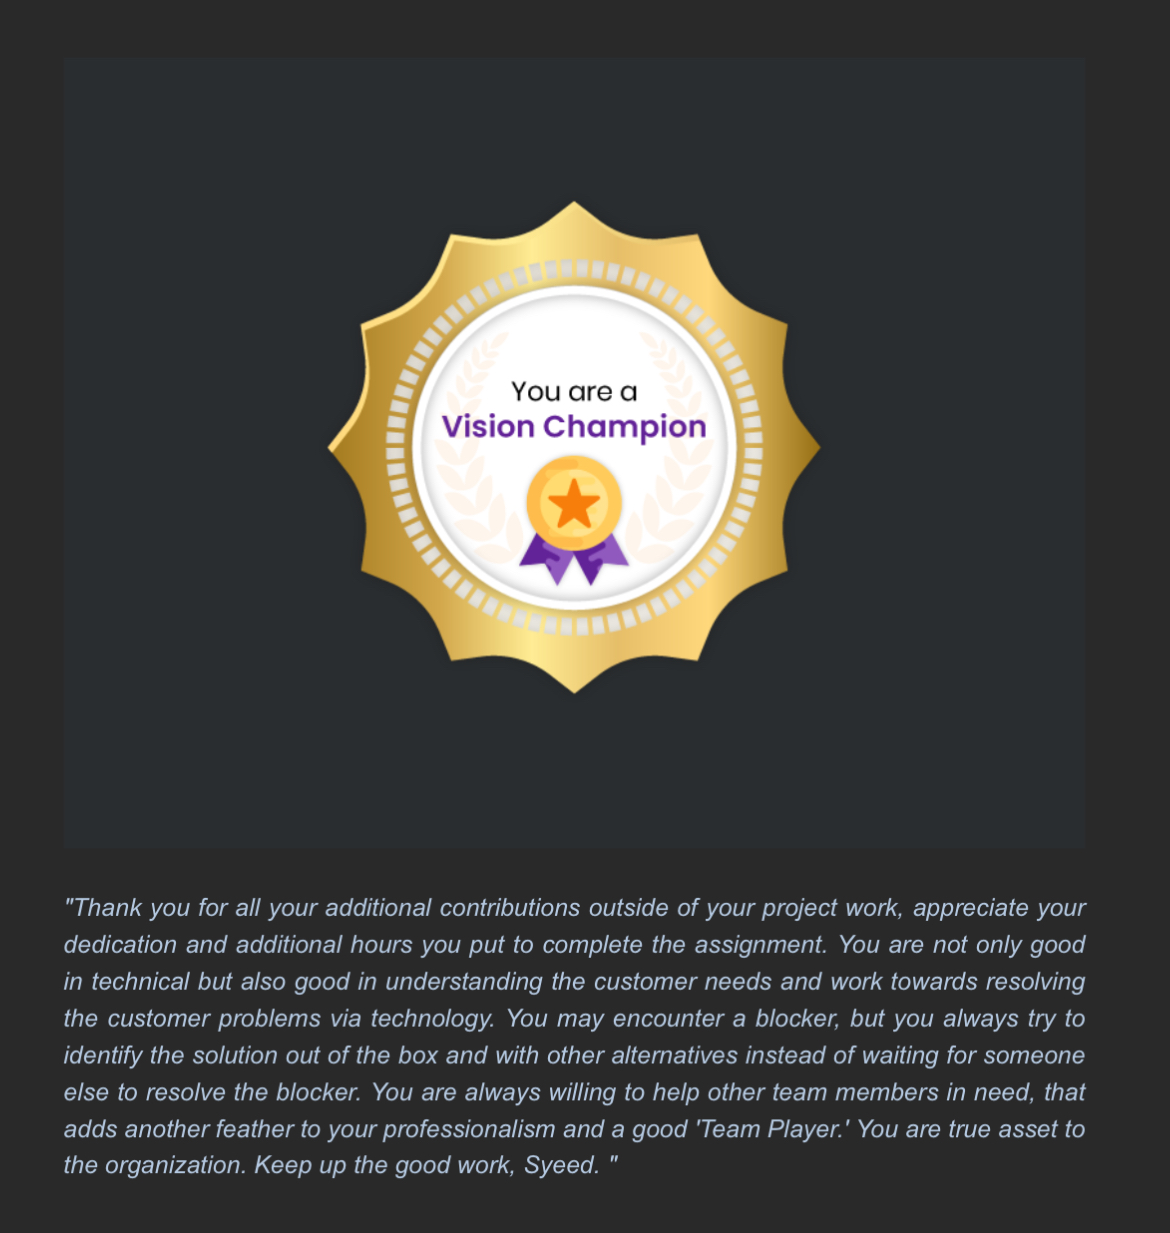 You are a
Vision Champion
"Thank you for all your additional contributions outside of your project work, appreciate your
dedication and additional hours you put to complete the assignment. You are not only good
in technical but also good in understanding the customer needs and work towards resolving
the customer problems via technology. You may encounter a blocker, but you always try to
identify the solution out of the box and with other alternatives instead of waiting for someone
else to resolve the blocker. You are always willing to help other team members in need, that
adds another feather to your professionalism and a good 'Team Player.' You are true asset to
the organization. Keep up the good work, Syeed. "